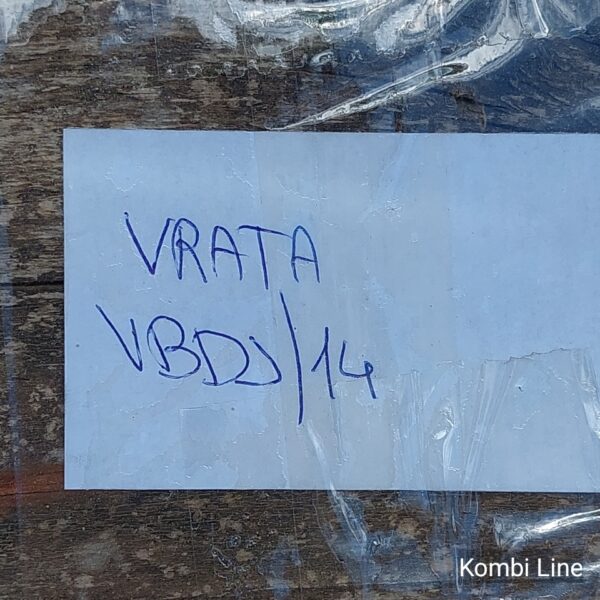 VRATA
VBDJ/14
Kombi Line